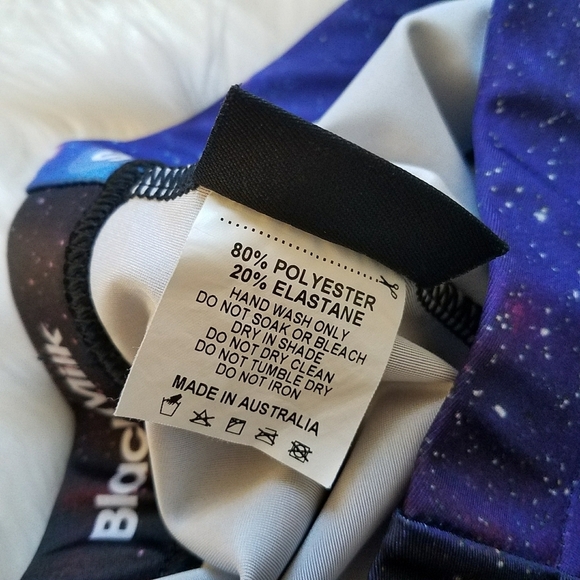 80% POLYESTER
20% ELASTANE
HAND WASH ONLY
DO NOT SOAK OR BLEACH
DRY IN SHADE
DO NOT DRY CLEAN
DO NOT TUMBLE DRY
DO NOT IRON
MADE IN AUSTRALIA
Black Milk